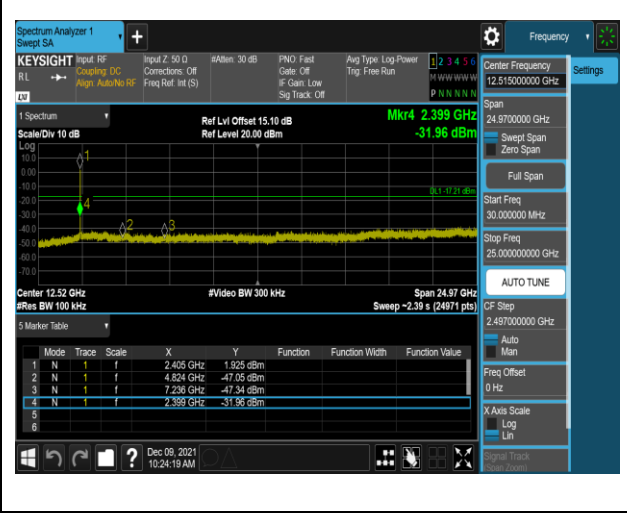 Spectrum Analyzer 1
Swept SA
Frequency
KEYSIGHT
RL
LXI
Input: RF
Coupling: DC
Align: Auto/No RF
Input Z: 50 Ω
Corrections: Off
Freq Ref: Int (S)
#Atten: 30 dB
PNO: Fast
Gate: Off
IF Gain: Low
Sig Track: Off
Avg Type: Log-Power
Trig: Free Run
1 2 3 4 5 6
M W W W W W
P N N N N N
Center Frequency
12.515000000 GHz
Settings
1 Spectrum
Scale/Div 10 dB
Ref Lvl Offset 15.10 dB
Ref Level 20.00 dBm
Mkr4 2.399 GHz
-31.96 dBm
Log
10.0
0.00
-10.0
-20.0
-30.0
-40.0
-50.0
-60.0
-70.0
1
4
2
3
DL1 -17.21 dBm
Center 12.52 GHz
#Res BW 100 kHz
#Video BW 300 kHz
Span 24.97 GHz
Sweep ~2.39 s (24971 pts)
Span
24.9700000 GHz
Swept Span
Zero Span
Full Span
Start Freq
30.000000 MHz
Stop Freq
25.000000000 GHz
AUTO TUNE
CF Step
2.497000000 GHz
Auto
Man
Freq Offset
0 Hz
X Axis Scale
Log
Lin
Signal Track
(Span Zoom)
5 Marker Table
Mode Trace Scale X Y Function Function Width Function Value
1 N 1 f 2.405 GHz 1.925 dBm
2 N 1 f 4.824 GHz -47.05 dBm
3 N 1 f 7.236 GHz -47.34 dBm
4 N 1 f 2.399 GHz -31.96 dBm
5
6
?
Dec 09, 2021
10:24:19 AM